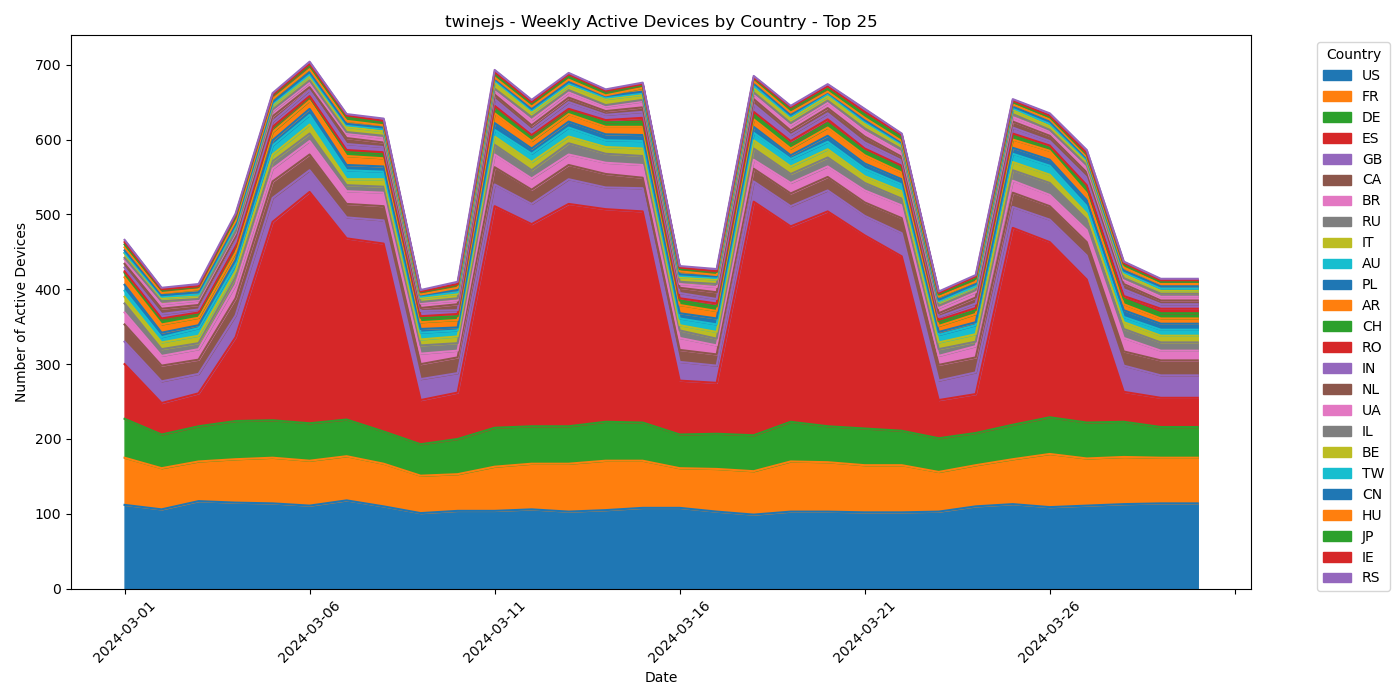 twinejs - Weekly Active Devices by Country - Top 25
Number of Active Devices
700
600
500
400
300
200
100
0
2024-03-01
2024-03-06
2024-03-11
2024-03-16
2024-03-21
2024-03-26
Date
Country
US
FR
DE
ES
GB
CA
BR
RU
IT
AU
PL
AR
CH
RO
IN
NL
UA
IL
BE
TW
CN
HU
JP
IE
RS